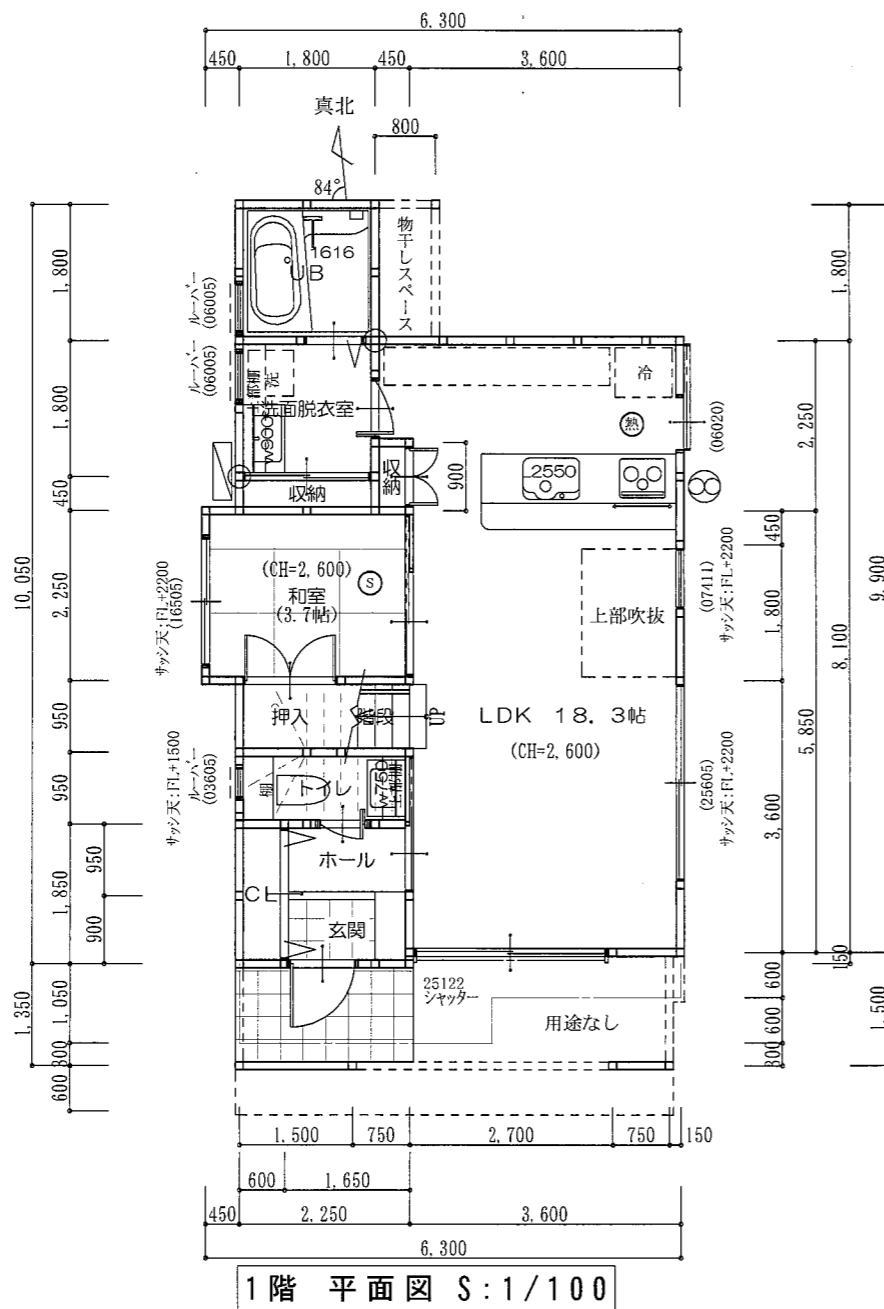 6,300
450
1,800
450
3,600
真北
800
84°
1616
UB
物干しスペース
ルーバー
(06005)
ルーバー
(06005)
洗
洗面脱衣室
W900
収納
収納
900
冷
熱
(06020)
2550
(CH=2,600)
和室
(3.7帖)
S
サッシ天:FL+2200
(16505)
上部吹抜
(07411)
サッシ天:FL+2200
押入
階段
UP
LDK 18.3帖
(CH=2,600)
サッシ天:FL+1500
ルーバー
(03605)
棚
トイレ
W750
上部棚
(25605)
サッシ天:FL+2200
ホール
CL
玄関
25122
シャッター
用途なし
10,050
1,350
1,800
1,800
450
2,250
950
950
1,850
1,050
300
600
950
900
2,250
5,850
450
1,800
3,600
600
600
300
1,800
8,100
150
9,900
1,500
1,500
750
2,700
750
150
600
1,650
450
2,250
3,600
6,300
1階 平面図 S:1/100